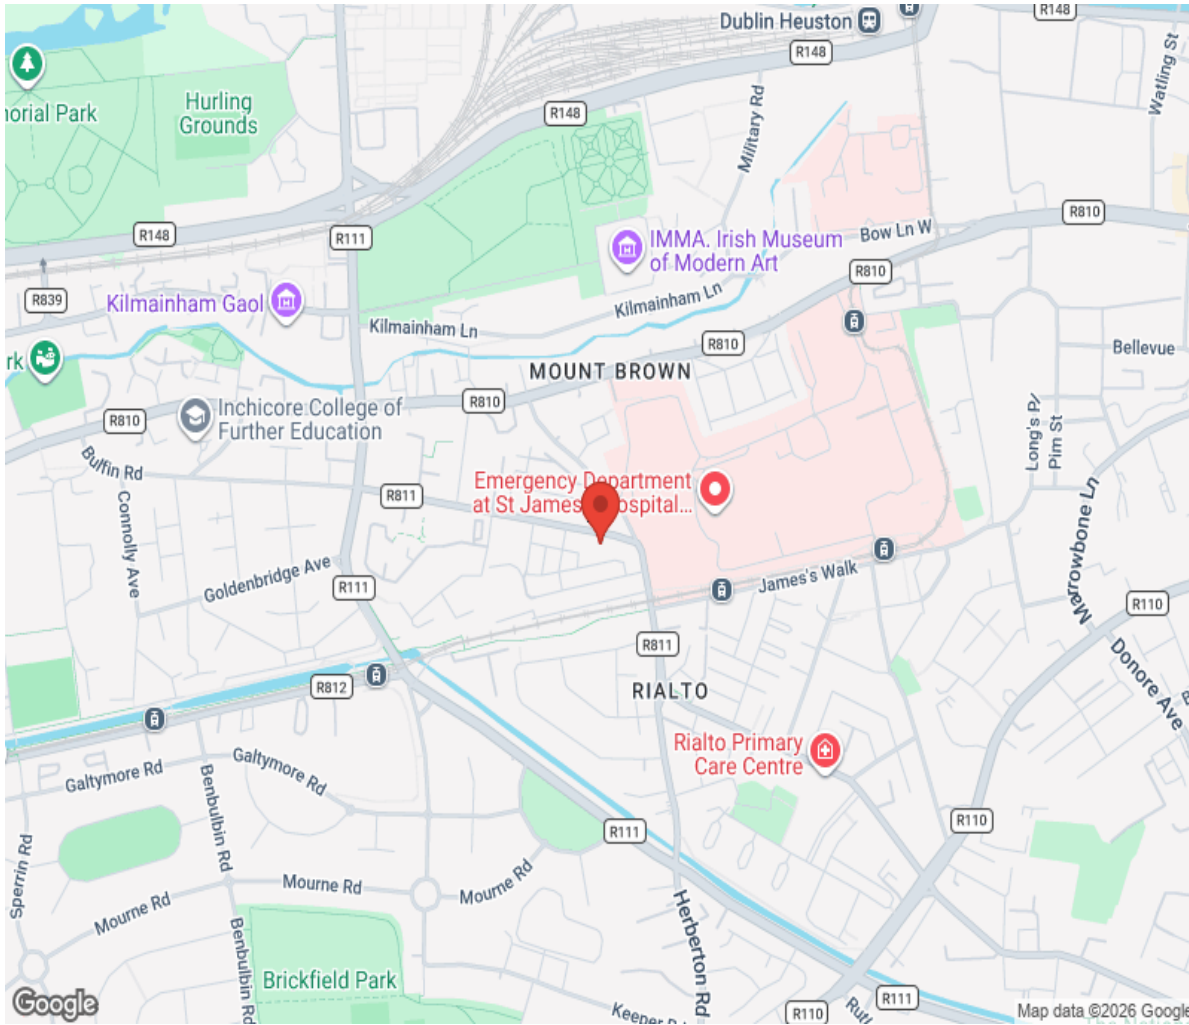 R148
Dublin Heuston
R148
Watling St
Hurling
Grounds
norial Park
R148
Military Rd
R810
R148
R111
Bow Ln W
IMMA. Irish Museum
of Modern Art
R810
R839
Kilmainham Gaol
Kilmainham Ln
Kilmainham Ln
R810
Bellevue
rk
MOUNT BROWN
R810
R810
Inchicore College of
Further Education
Long's Pl
Pim St
Bulfin Rd
Connolly Ave
R811
Emergency Department
at St James's Hospital...
Marrowbone Ln
Goldenbridge Ave
R111
James's Walk
R110
R811
Donore Ave
R812
RIALTO
Rialto Primary
Care Centre
Galtymore Rd
Galtymore Rd
Benbulbin Rd
R111
R110
Sperrin Rd
Mourne Rd
Mourne Rd
Mourne Rd
Herberton Rd
Benbulbin Rd
Brickfield Park
Google
Keeper
R110
R111
Map data ©2026 Google